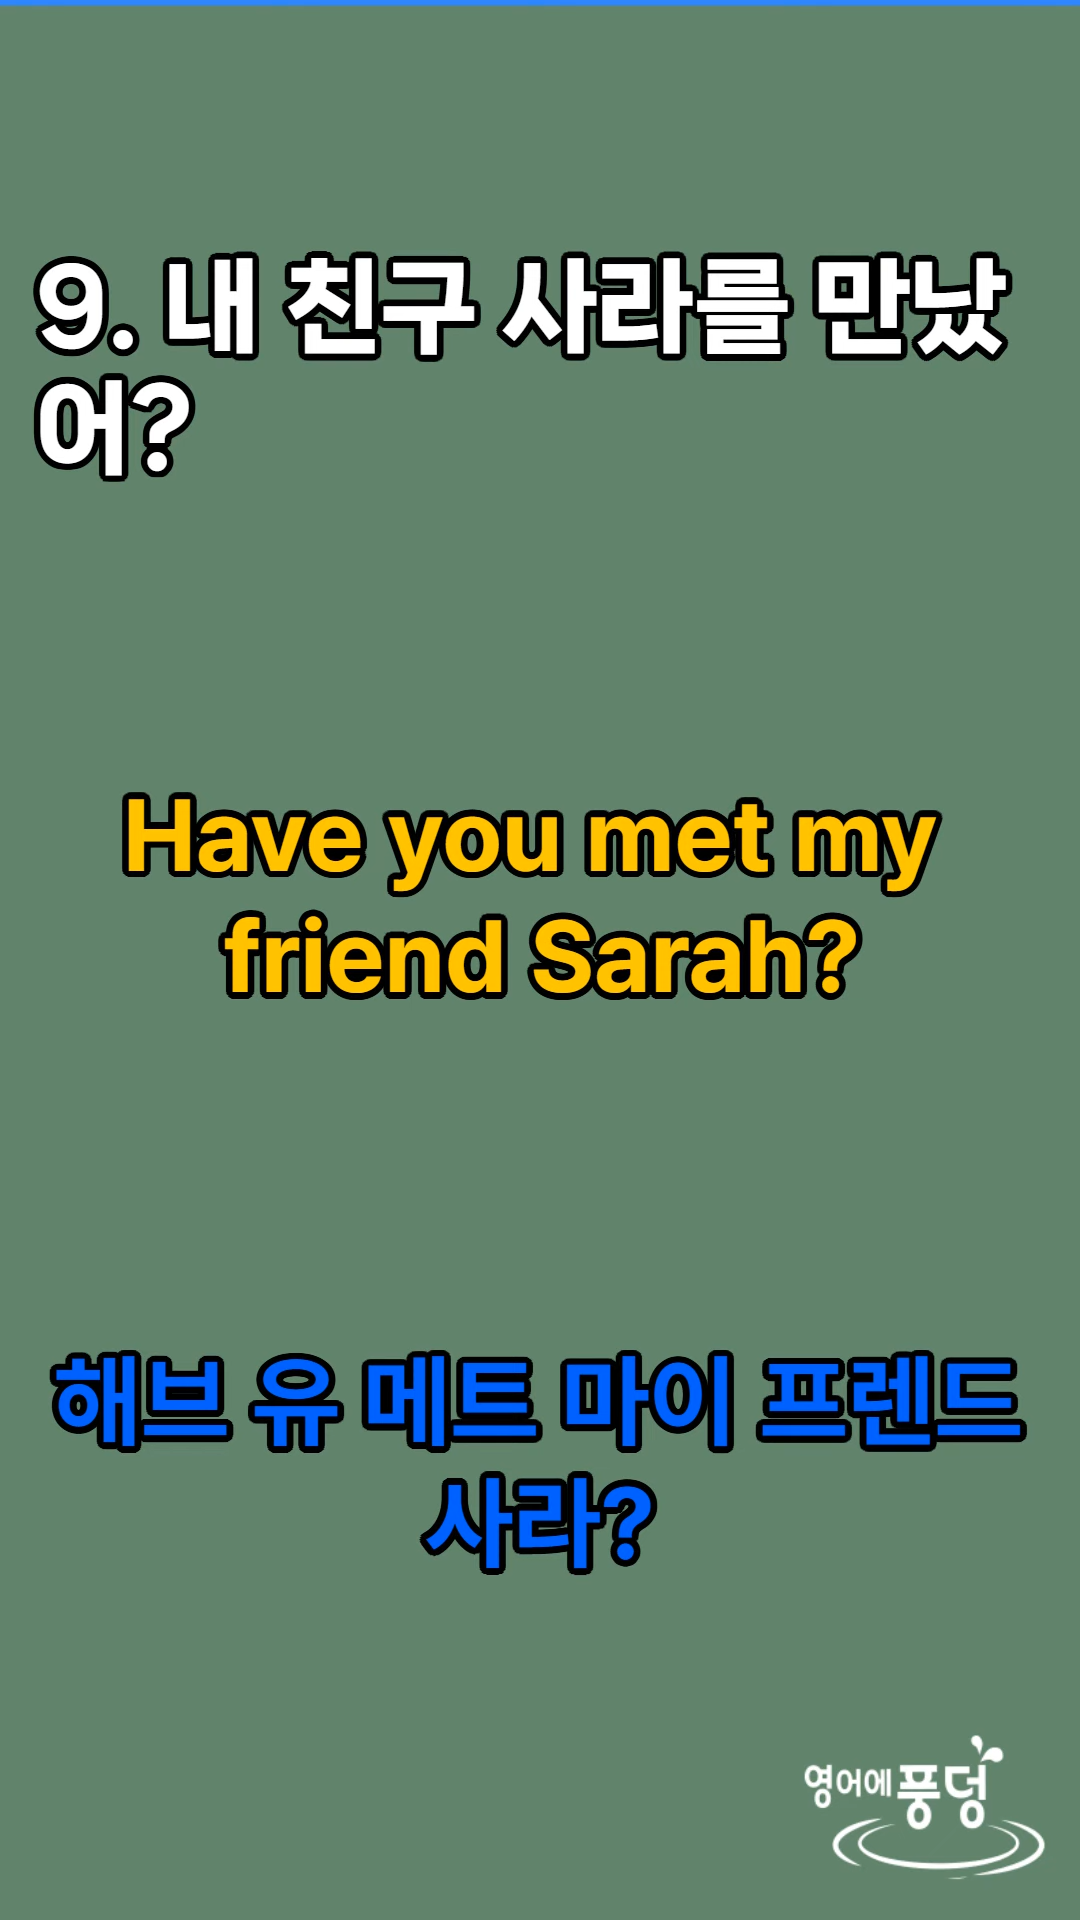 9. 내 친구 사라를 만났
어?
Have you met my
friend Sarah?
해브 유 메트 마이 프렌드
사라?
영어에풍덩